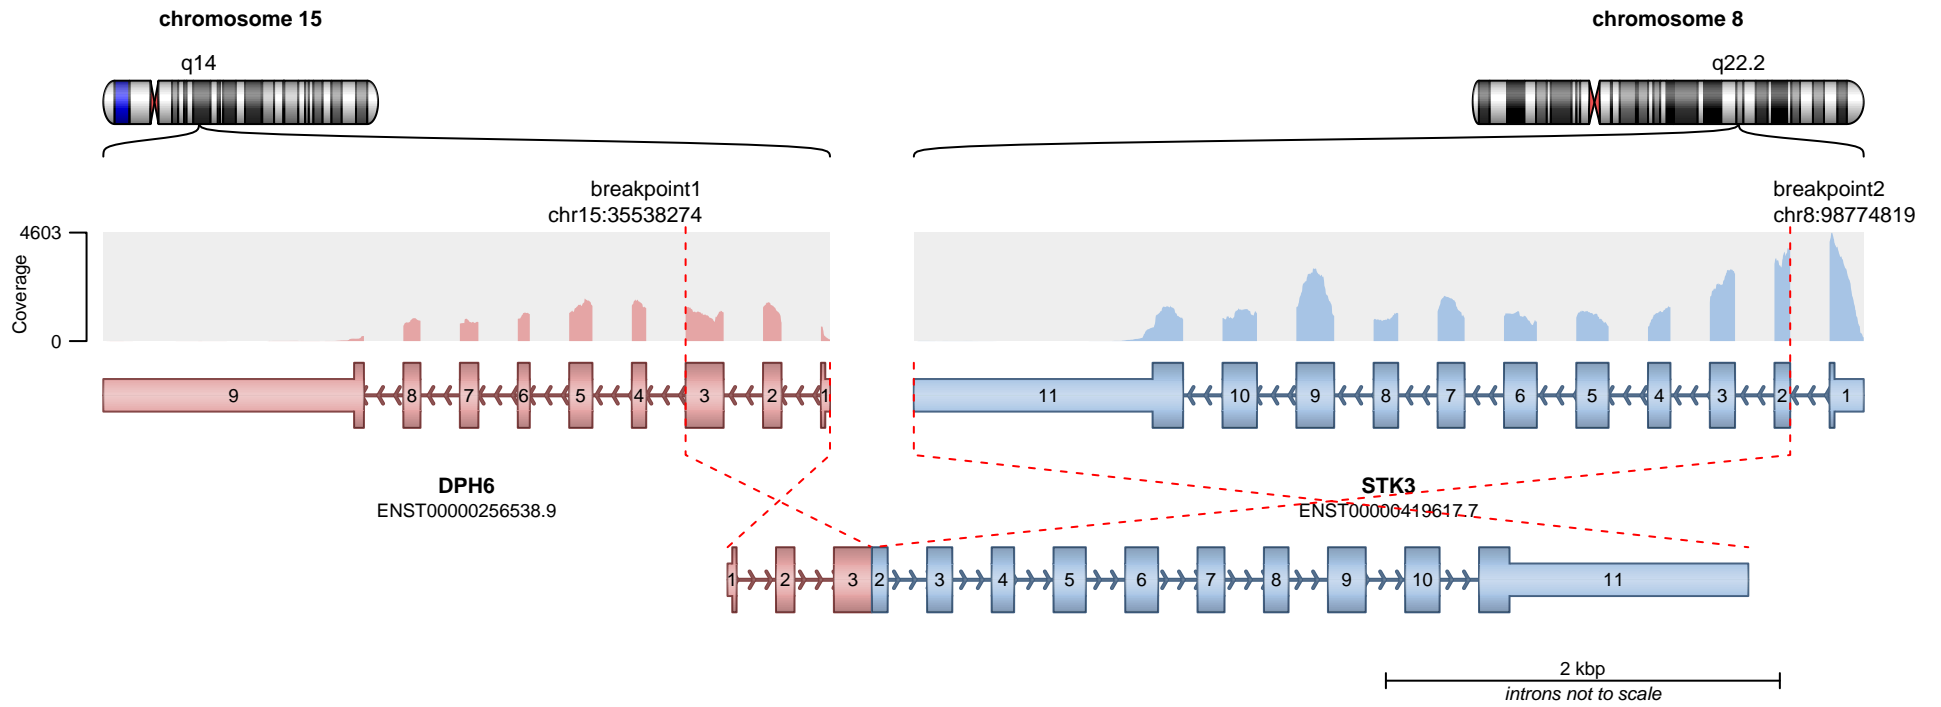 chromosome 15
chromosome 8
q14
q22.2
breakpoint1
chr15:35538274
breakpoint2
chr8:98774819
4603
Coverage
0
9 8 7 6 5 4 3 2 1
11 10 9 8 7 6 5 4 3 2 1
DPH6
ENST00000256538.9
STK3
ENST00000419617.7
1 2 3 2 3 4 5 6 7 8 9 10 11
2 kbp
introns not to scale